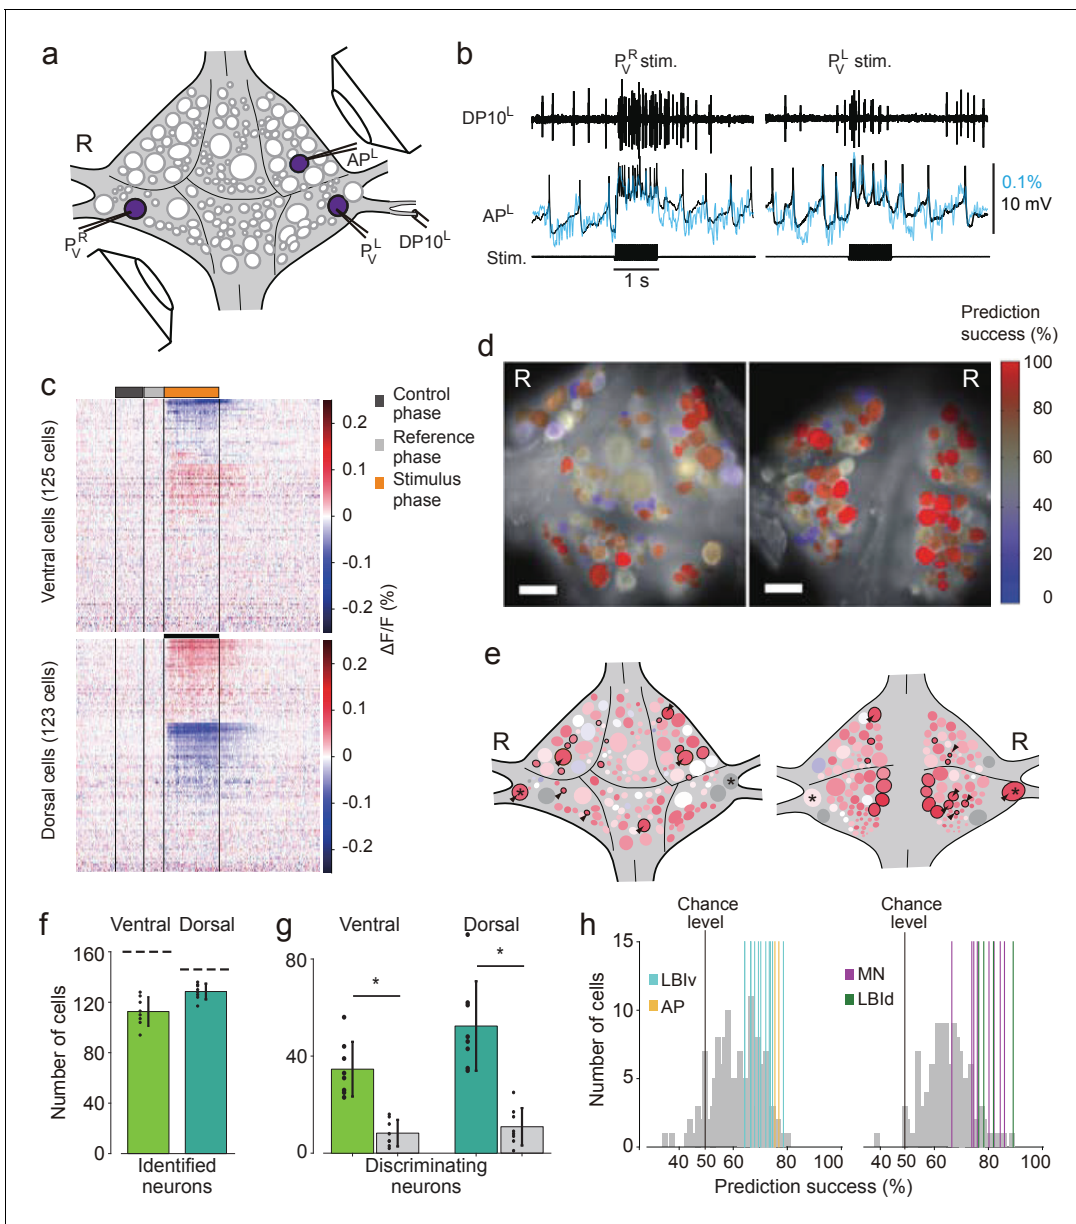 a
R
AP^L
P_V^R
P_V^L
DP10^L
b
P_V^R stim.
P_V^L stim.
DP10^L
AP^L
0.1%
10 mV
Stim.
1 s
c
Ventral cells (125 cells)
Dorsal cells (123 cells)
0.2
0.1
0
-0.1
-0.2
0.2
0.1
0
-0.1
-0.2
ΔF/F (%)
Control
phase
Reference
phase
Stimulus
phase
d
R
R
Prediction
success (%)
100
80
60
40
20
0
e
R
*
*
R
*
*
f
Ventral
Dorsal
Number of cells
160
120
80
40
0
Identified
neurons
g
Ventral
Dorsal
80
40
0
*
*
Discriminating
neurons
h
Chance
level
Chance
level
Number of cells
15
10
5
0
LBIv
AP
MN
LBId
40
50
60
80
100
40
50
60
80
100
Prediction success (%)